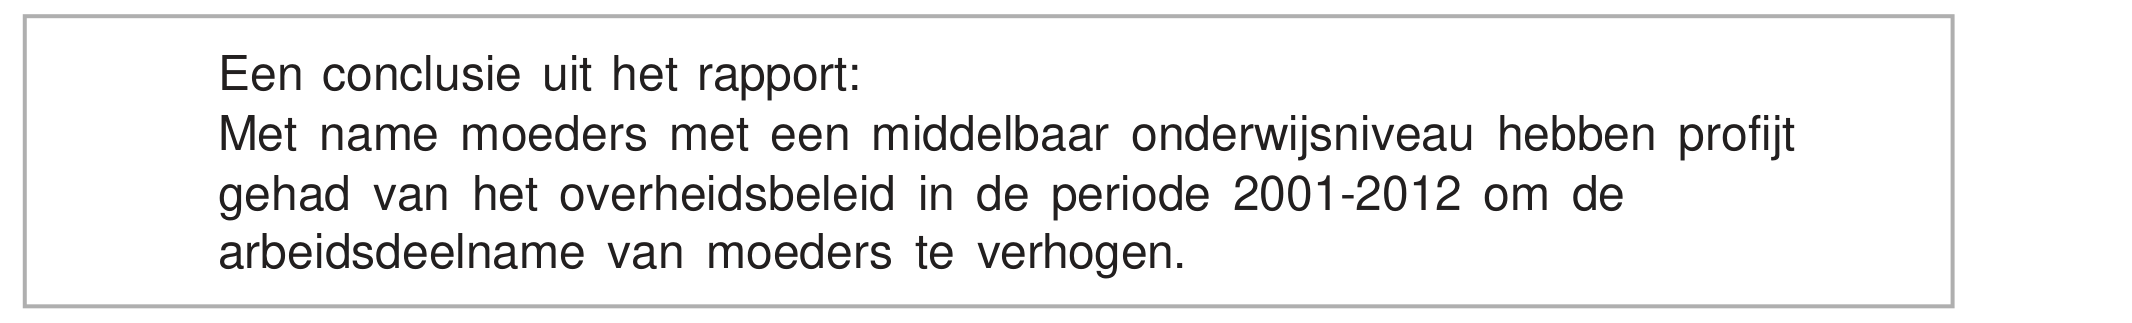 Een conclusie uit het rapport:
Met name moeders met een middelbaar onderwijsniveau hebben profijt
gehad van het overheidsbeleid in de periode 2001-2012 om de
arbeidsdeelname van moeders te verhogen.